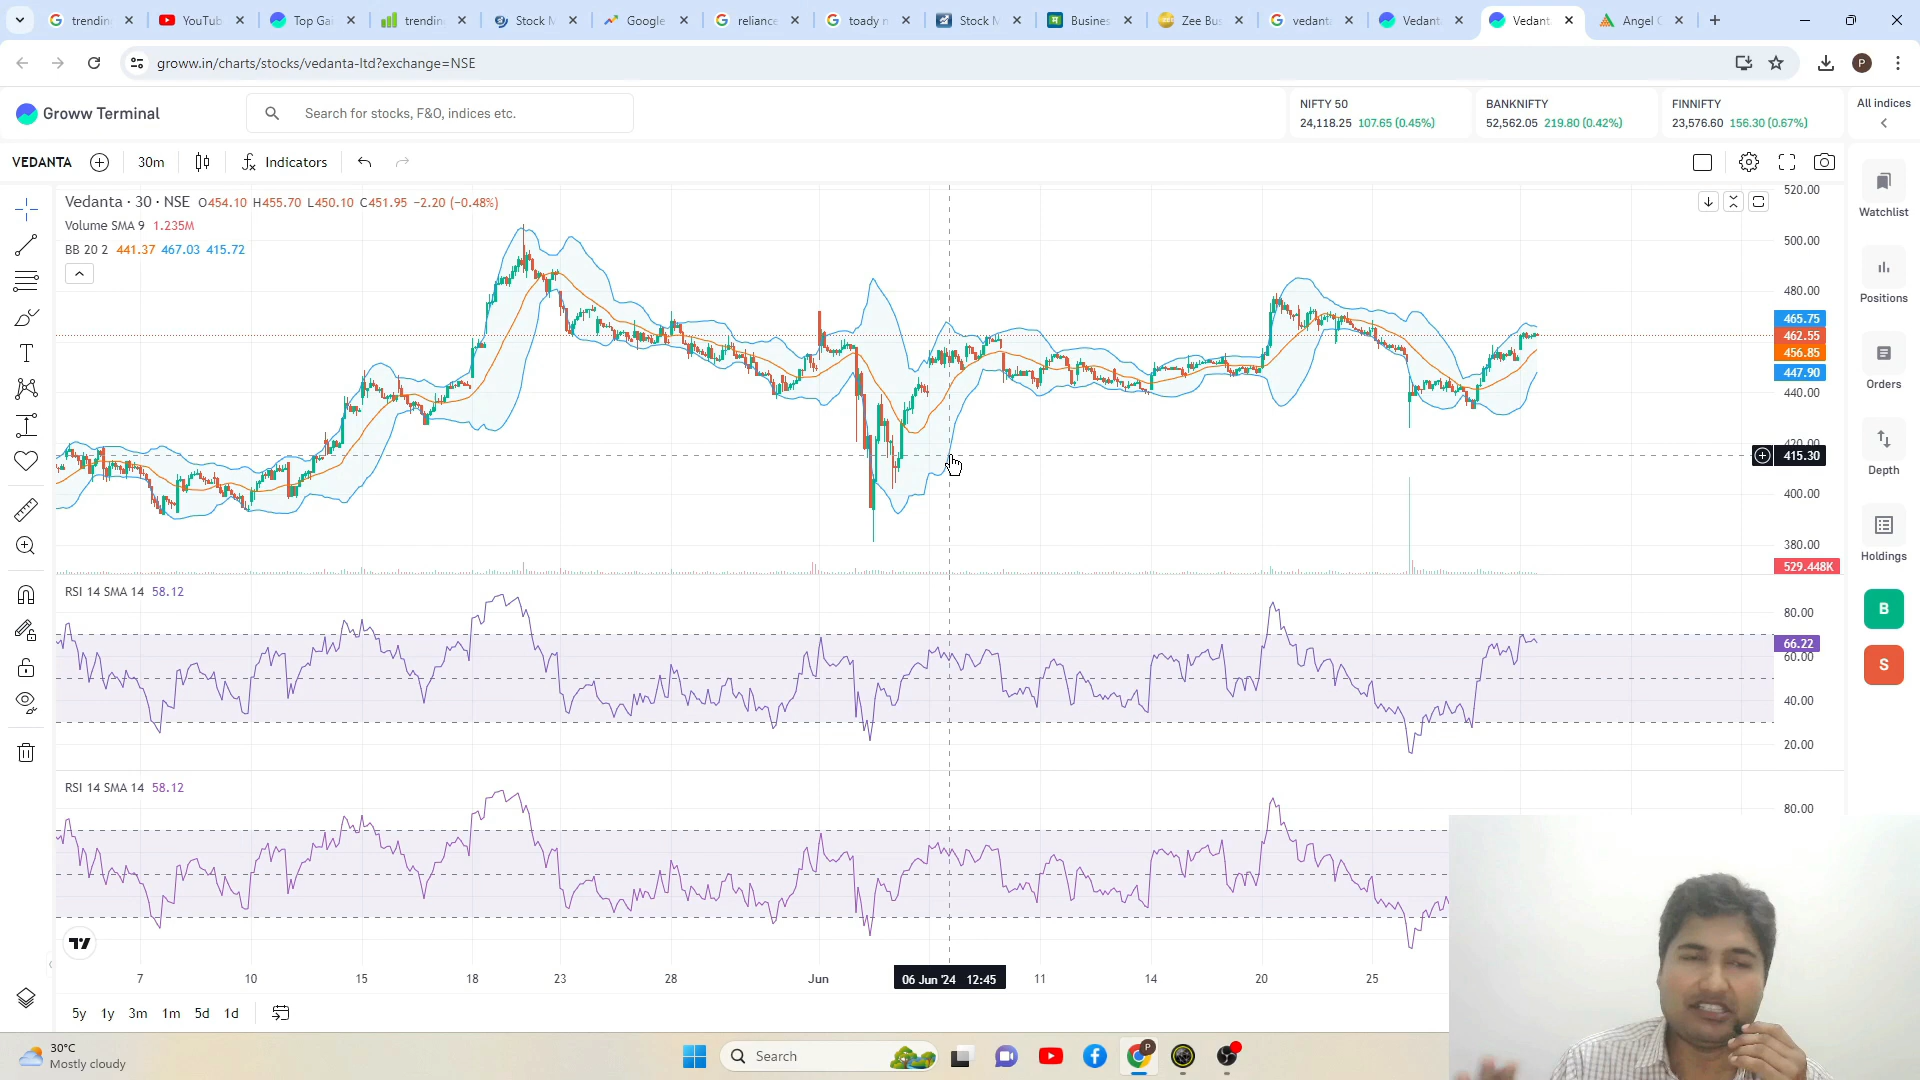 trendin
YouTub
Top Gai
trendin
Stock M
Google
reliance
toady n
Stock M
Busines
Zee Bus
vedanta
Vedant
Vedant
Angel O
groww.in/charts/stocks/vedanta-ltd?exchange=NSE
P
Groww Terminal
Search for stocks, F&O, indices etc.
NIFTY 50
24,118.25 107.65 (0.45%)
BANKNIFTY
52,562.05 219.80 (0.42%)
FINNIFTY
23,576.60 156.30 (0.67%)
All indices
VEDANTA
30m
Indicators
Vedanta · 30 · NSE O454.10 H455.70 L450.10 C451.95 −2.20 (−0.48%)
Volume SMA 9 1.235M
BB 20 2 441.37 467.03 415.72
520.00
500.00
480.00
465.75
462.55
456.85
447.90
440.00
420.00
415.30
400.00
380.00
529.448K
Watchlist
Positions
Orders
Depth
Holdings
B
S
RSI 14 SMA 14 58.12
80.00
66.22
60.00
40.00
20.00
RSI 14 SMA 14 58.12
80.00
7
10
15
18
23
28
Jun
06 Jun '24 12:45
11
14
20
25
5y 1y 3m 1m 5d 1d
30°C
Mostly cloudy
Search
P